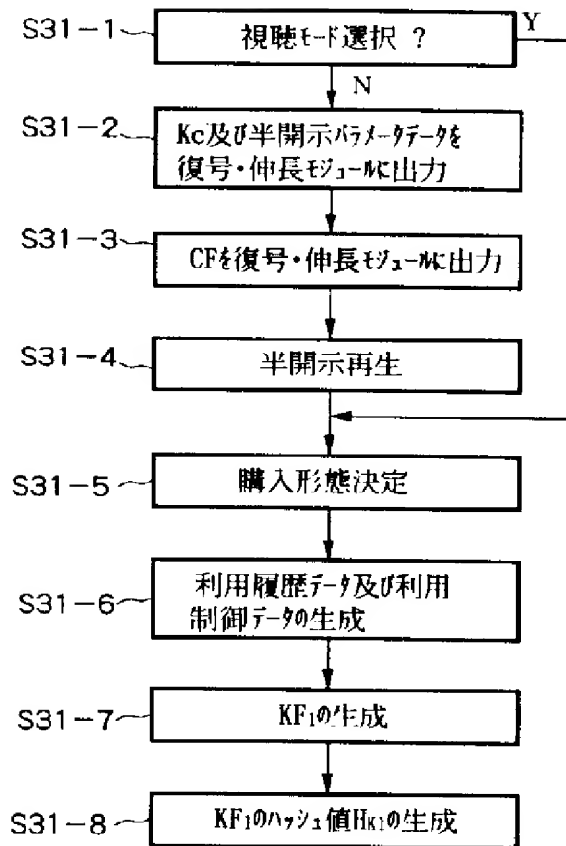 S31-1
視聴モード選択 ?
Y
N
S31-2
Kc及び半開示パラメータデータを
復号・伸長モジュールに出力
S31-3
CFを復号・伸長モジュールに出力
S31-4
半開示再生
S31-5
購入形態決定
S31-6
利用履歴データ及び利用
制御データの生成
S31-7
KF₁の生成
S31-8
KF₁のハッシュ値Hₖ₁の生成